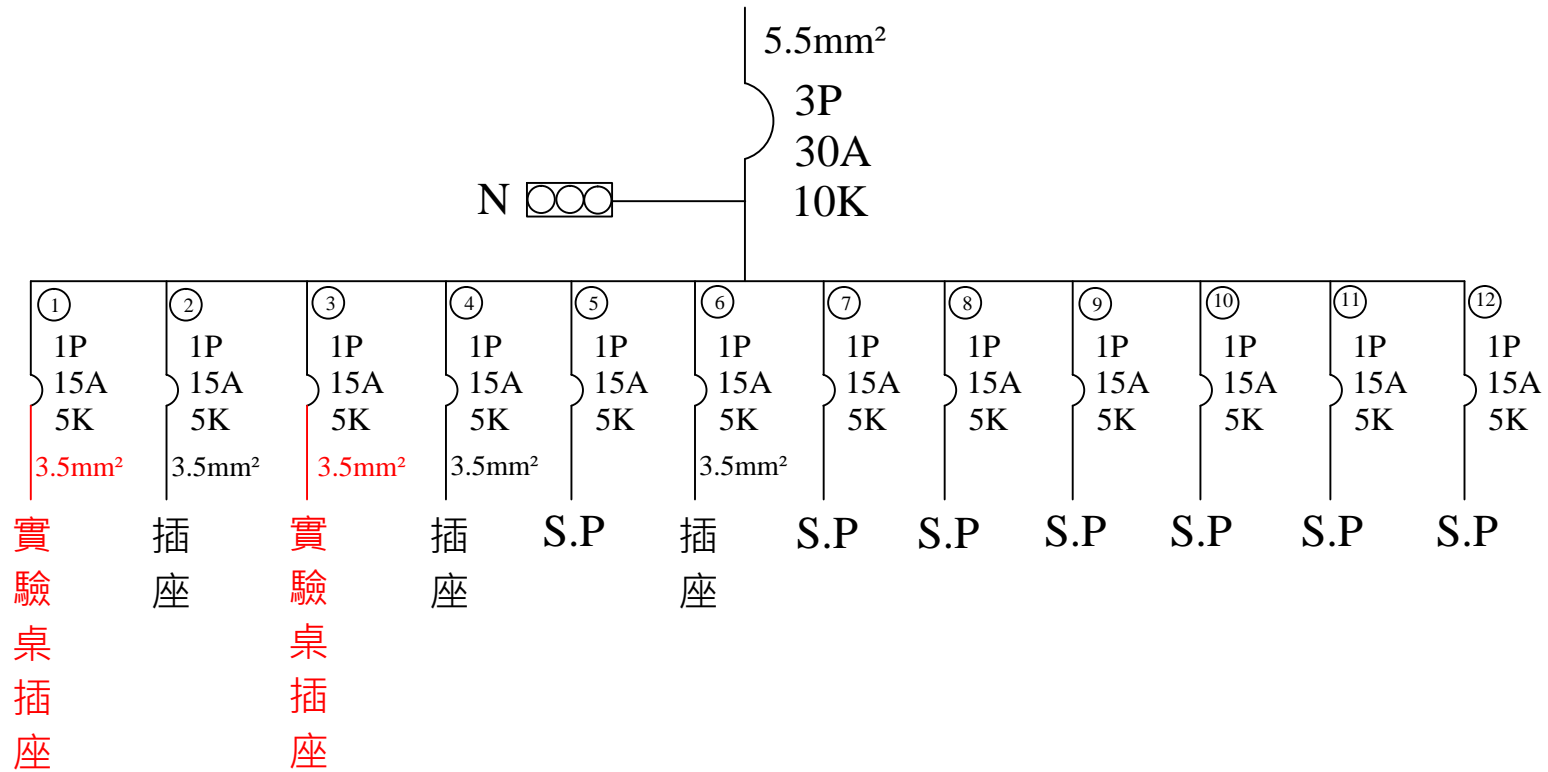 5.5mm²
3P
30A
10K
N
① ② ③ ④ ⑤ ⑥ ⑦ ⑧ ⑨ ⑩ ⑪ ⑫
1P 1P 1P 1P 1P 1P 1P 1P 1P 1P 1P 1P
15A 15A 15A 15A 15A 15A 15A 15A 15A 15A 15A 15A
5K 5K 5K 5K 5K 5K 5K 5K 5K 5K 5K 5K
3.5mm² 3.5mm² 3.5mm² 3.5mm² 3.5mm²
實驗桌插座
插座
實驗桌插座
插座
S.P
插座
S.P
S.P
S.P
S.P
S.P
S.P